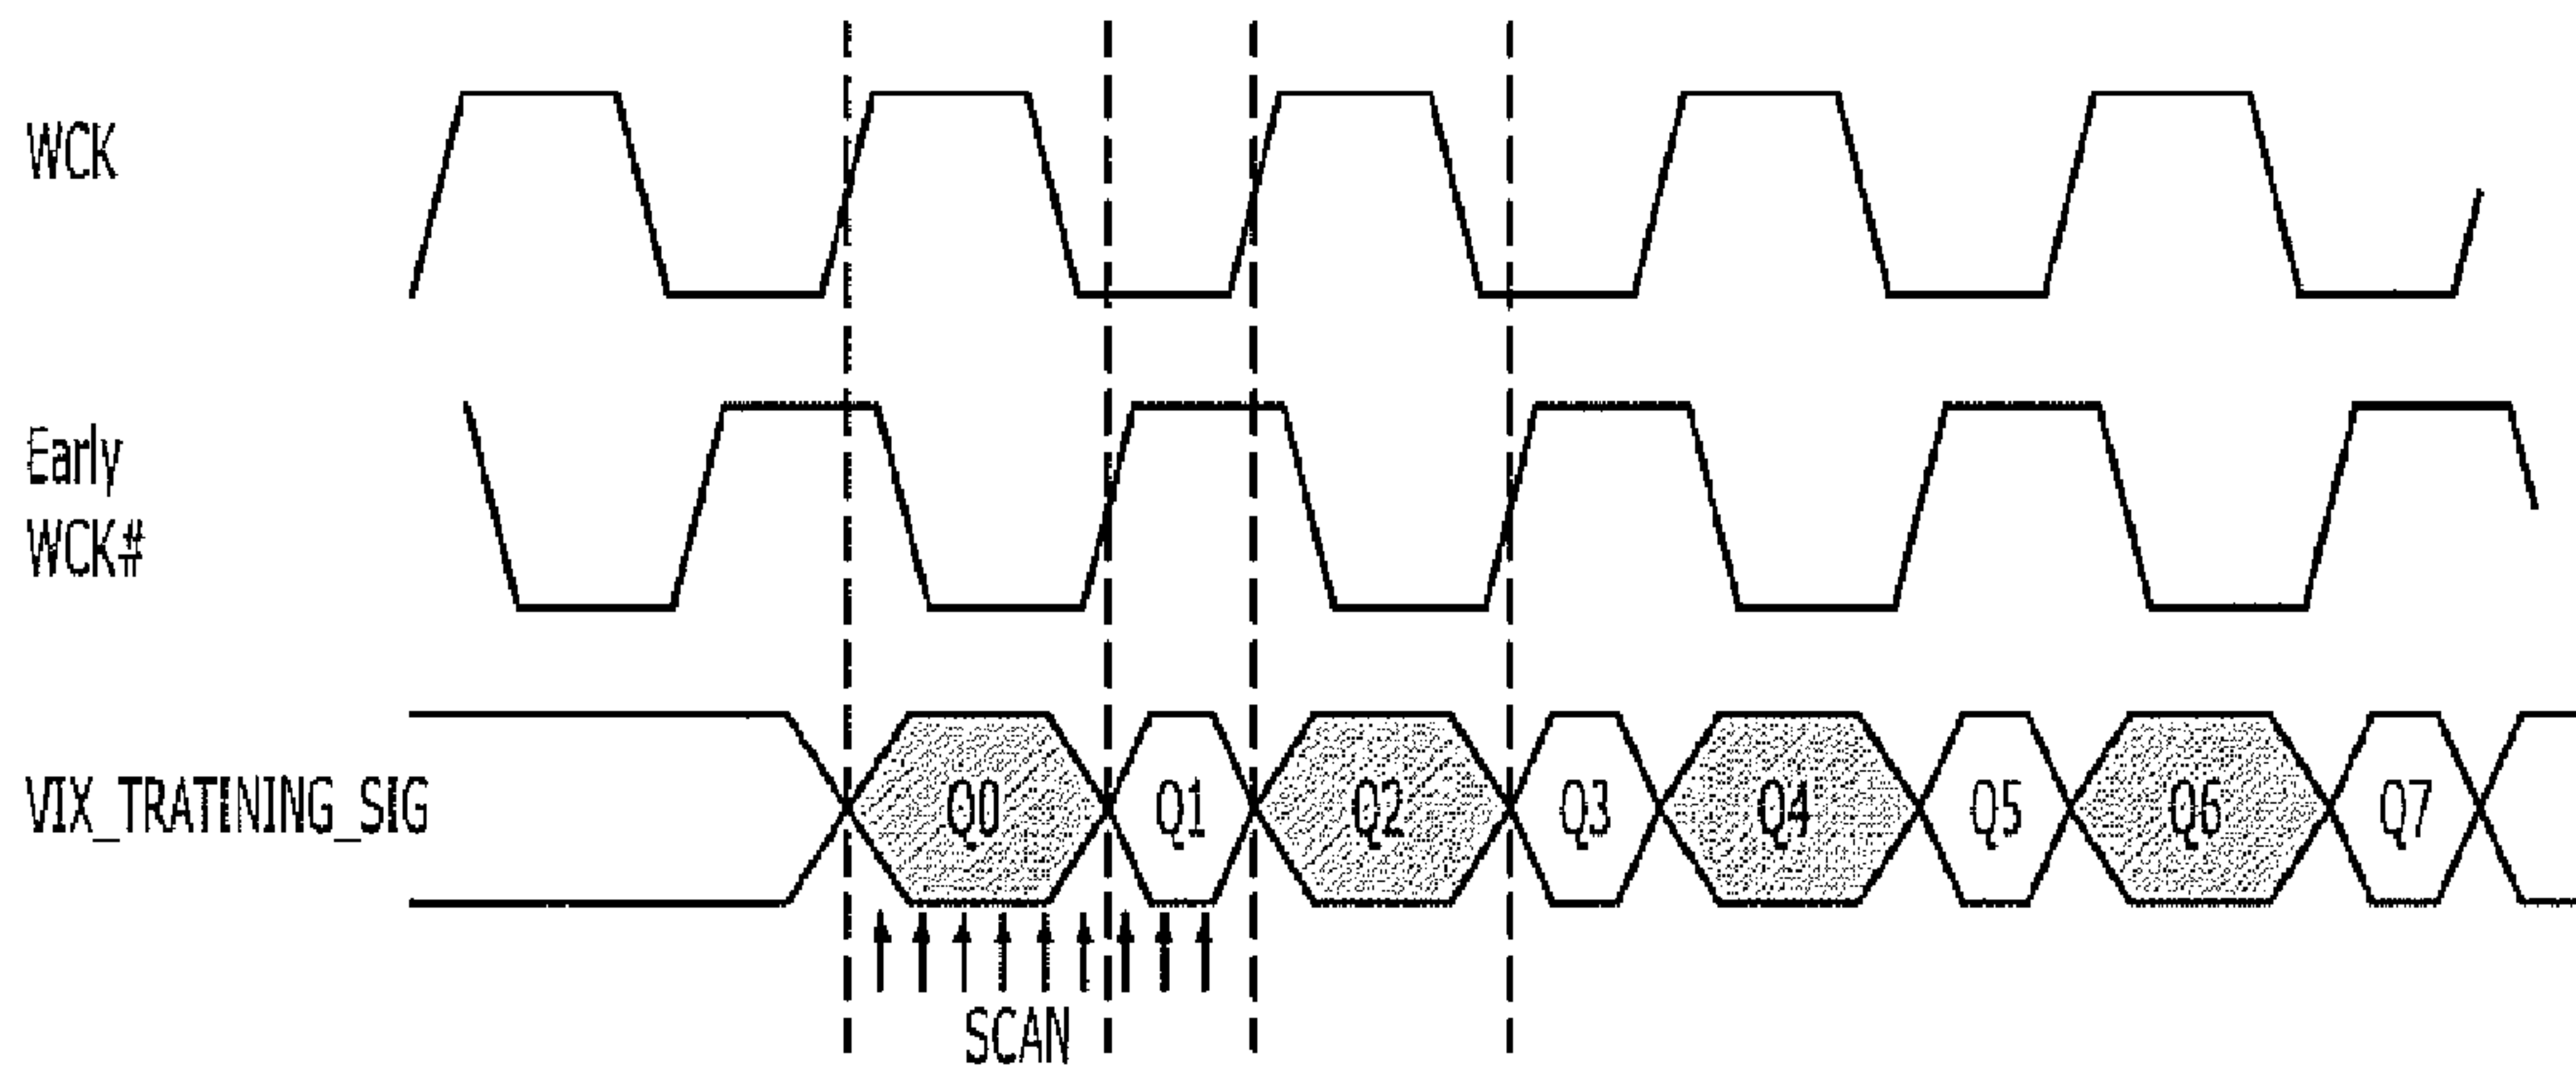 WCK
Early
WCK#
VIX_TRATINING_SIG
Q0 Q1 Q2 Q3 Q4 Q5 Q6 Q7
SCAN